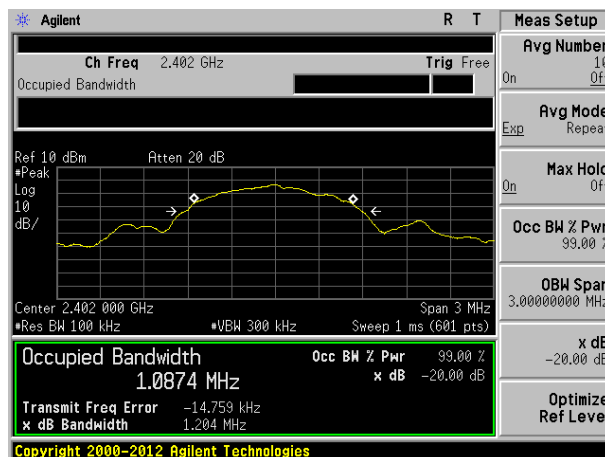 Agilent R T
Ch Freq 2.402 GHz Trig Free
Occupied Bandwidth
Ref 10 dBm Atten 20 dB
#Peak
Log
10
dB/
Center 2.402 000 GHz Span 3 MHz
#Res BW 100 kHz #VBW 300 kHz Sweep 1 ms (601 pts)
Occupied Bandwidth Occ BW % Pwr 99.00 %
1.0874 MHz x dB -20.00 dB
Transmit Freq Error -14.759 kHz
x dB Bandwidth 1.204 MHz
Copyright 2000-2012 Agilent Technologies
Meas Setup
Avg Number
10
On Off
Avg Mode
Exp Repeat
Max Hold
On Off
Occ BW % Pwr
99.00 %
OBW Span
3.00000000 MHz
x dB
-20.00 dB
Optimize
Ref Level